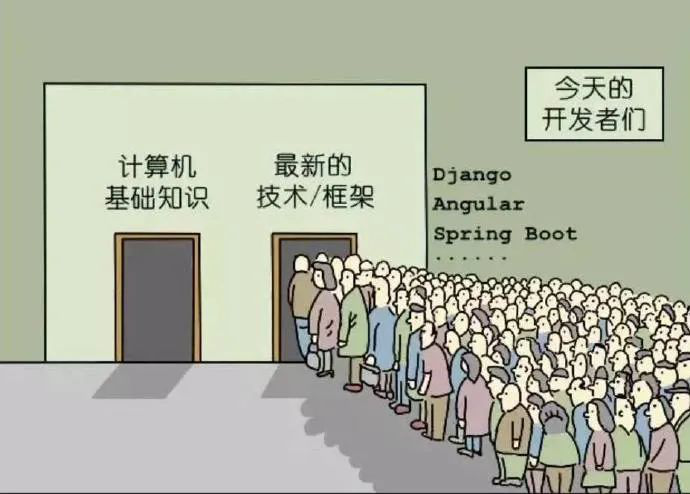 今天的
开发者们
计算机
基础知识
最新的
技术/框架
Django
Angular
Spring Boot
......